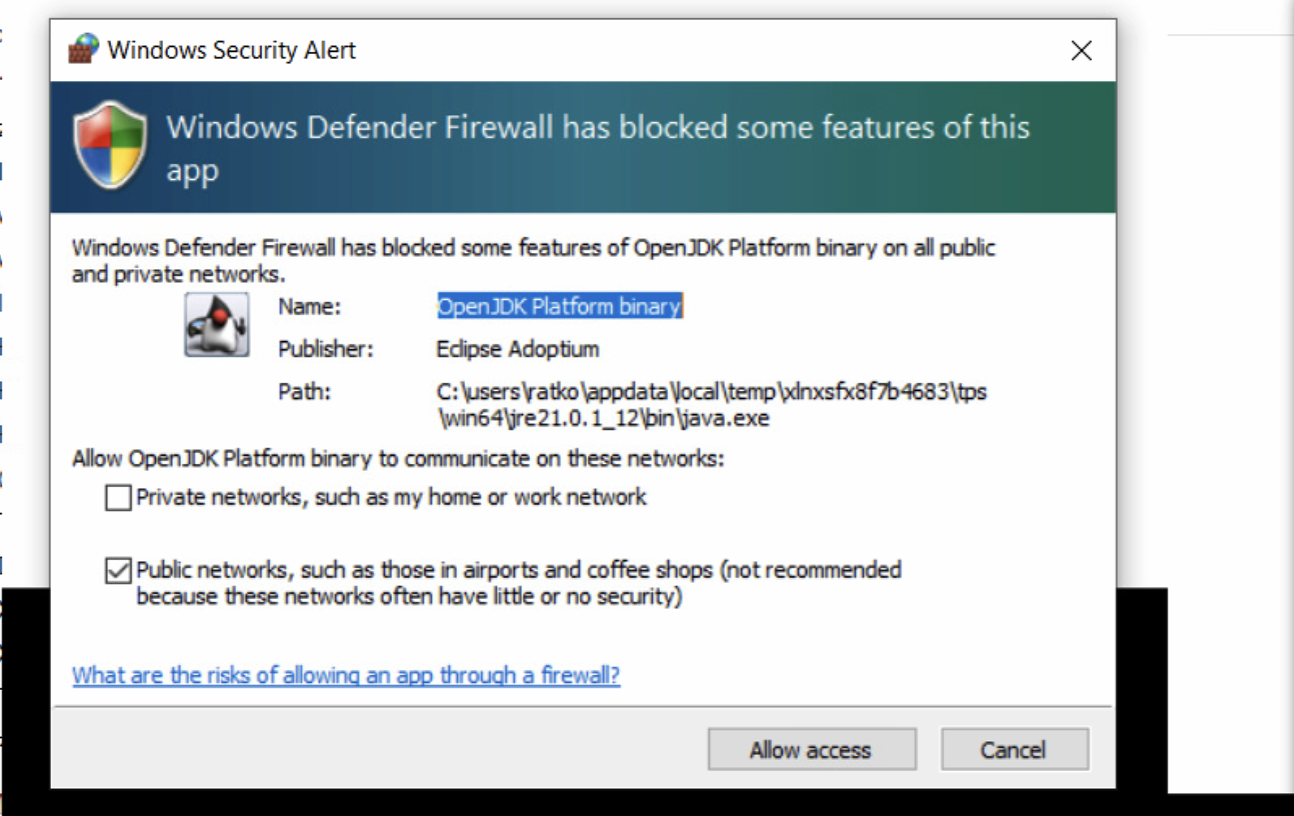 Windows Security Alert
Windows Defender Firewall has blocked some features of this
app
Windows Defender Firewall has blocked some features of OpenJDK Platform binary on all public
and private networks.
Name: OpenJDK Platform binary
Publisher: Eclipse Adoptium
Path: C:\users\ratko\appdata\local\temp\xlnxsfx8f7b4683\tps
\win64\jre21.0.1_12\bin\java.exe
Allow OpenJDK Platform binary to communicate on these networks:
Private networks, such as my home or work network
Public networks, such as those in airports and coffee shops (not recommended
because these networks often have little or no security)
What are the risks of allowing an app through a firewall?
Allow access Cancel